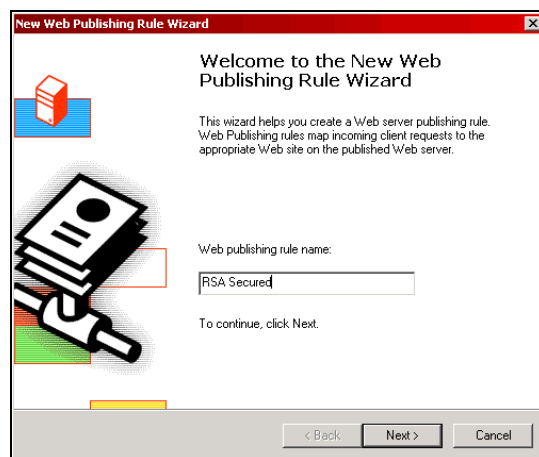 New Web Publishing Rule Wizard
Welcome to the New Web
Publishing Rule Wizard
This wizard helps you create a Web server publishing rule.
Web Publishing rules map incoming client requests to the
appropriate Web site on the published Web server.
Web publishing rule name:
RSA Secured
To continue, click Next.
< Back Next > Cancel